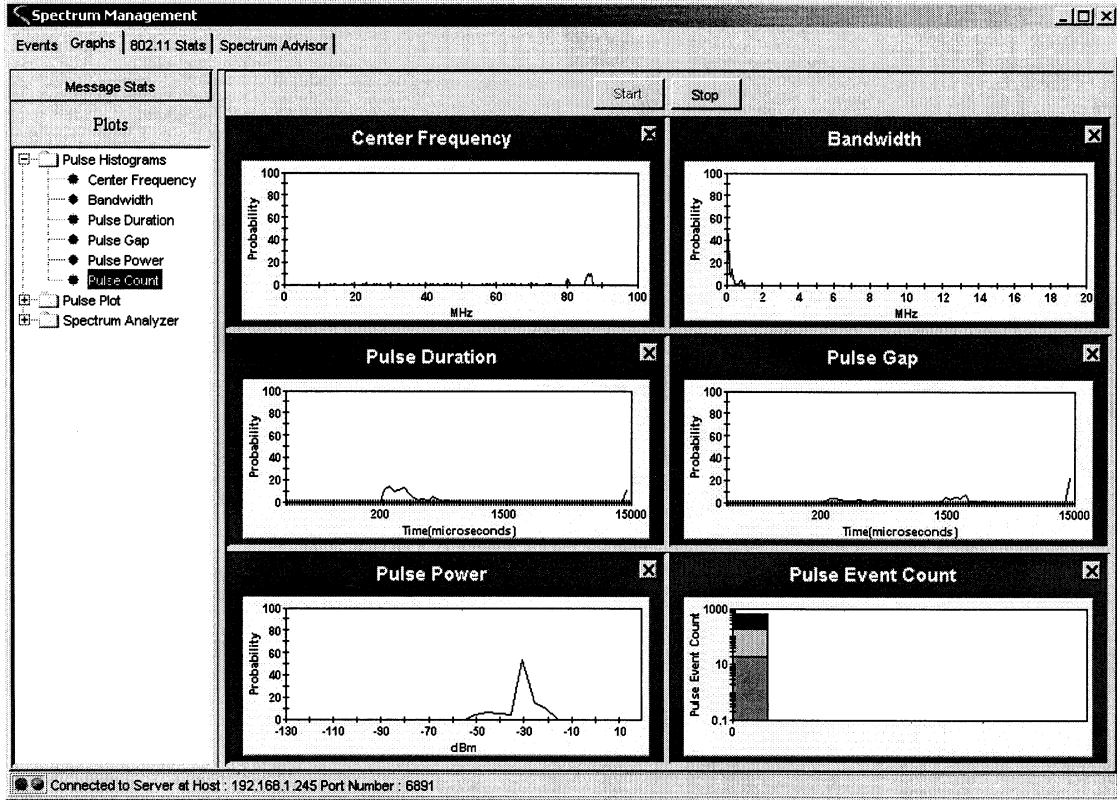 Spectrum Management
Events Graphs 802.11 Stats Spectrum Advisor
Message Stats
Plots
Pulse Histograms
Center Frequency
Bandwidth
Pulse Duration
Pulse Gap
Pulse Power
Pulse Count
Pulse Plot
Spectrum Analyzer
Start Stop
Center Frequency
Probability
100
80
60
40
20
0
0 20 40 60 80 100
MHz
Bandwidth
Probability
100
80
60
40
20
0
0 2 4 6 8 10 12 14 16 18 20
MHz
Pulse Duration
Probability
100
80
60
40
20
0
200 1500 15000
Time(microseconds)
Pulse Gap
Probability
100
80
60
40
20
0
200 1500 15000
Time(microseconds)
Pulse Power
Probability
100
80
60
40
20
0
-130 -110 -90 -70 -50 -30 -10 10
dBm
Pulse Event Count
Pulse Event Count
1000
10
0.1
0
Connected to Server at Host : 192.168.1.245 Port Number : 6891